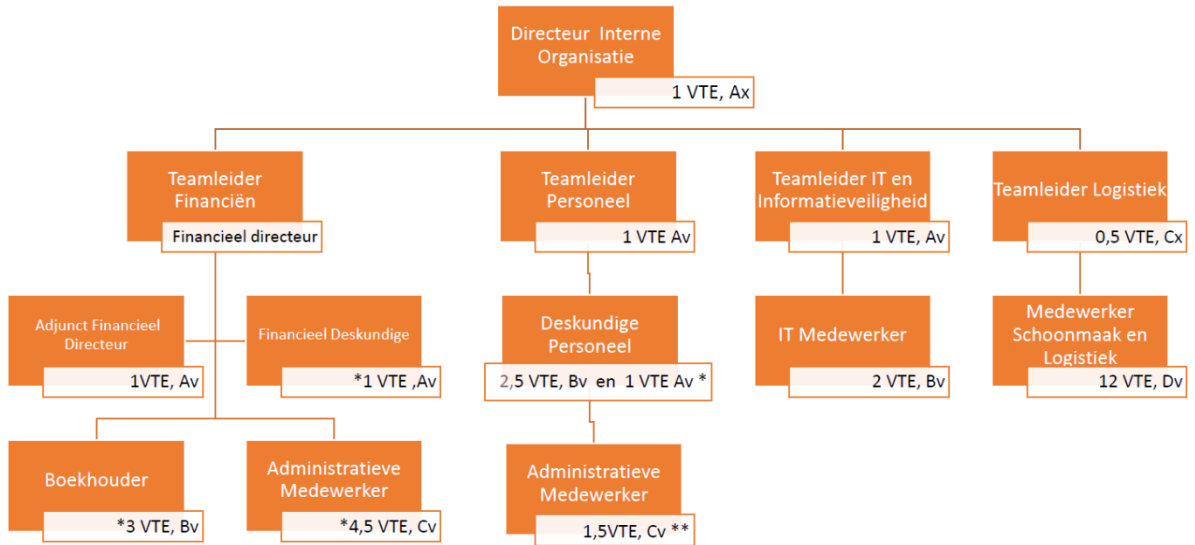 Directeur Interne
Organisatie
1 VTE, Ax
Teamleider
Financiën
Financieel directeur
Teamleider
Personeel
1 VTE Av
Teamleider IT en
Informatieveiligheid
1 VTE, Av
Teamleider Logistiek
0,5 VTE, Cx
Adjunct Financieel
Directeur
1VTE, Av
Financieel Deskundige
*1 VTE ,Av
Deskundige
Personeel
2,5 VTE, Bv en 1 VTE Av *
IT Medewerker
2 VTE, Bv
Medewerker
Schoonmaak en
Logistiek
12 VTE, Dv
Boekhouder
*3 VTE, Bv
Administratieve
Medewerker
*4,5 VTE, Cv
Administratieve
Medewerker
1,5VTE, Cv **